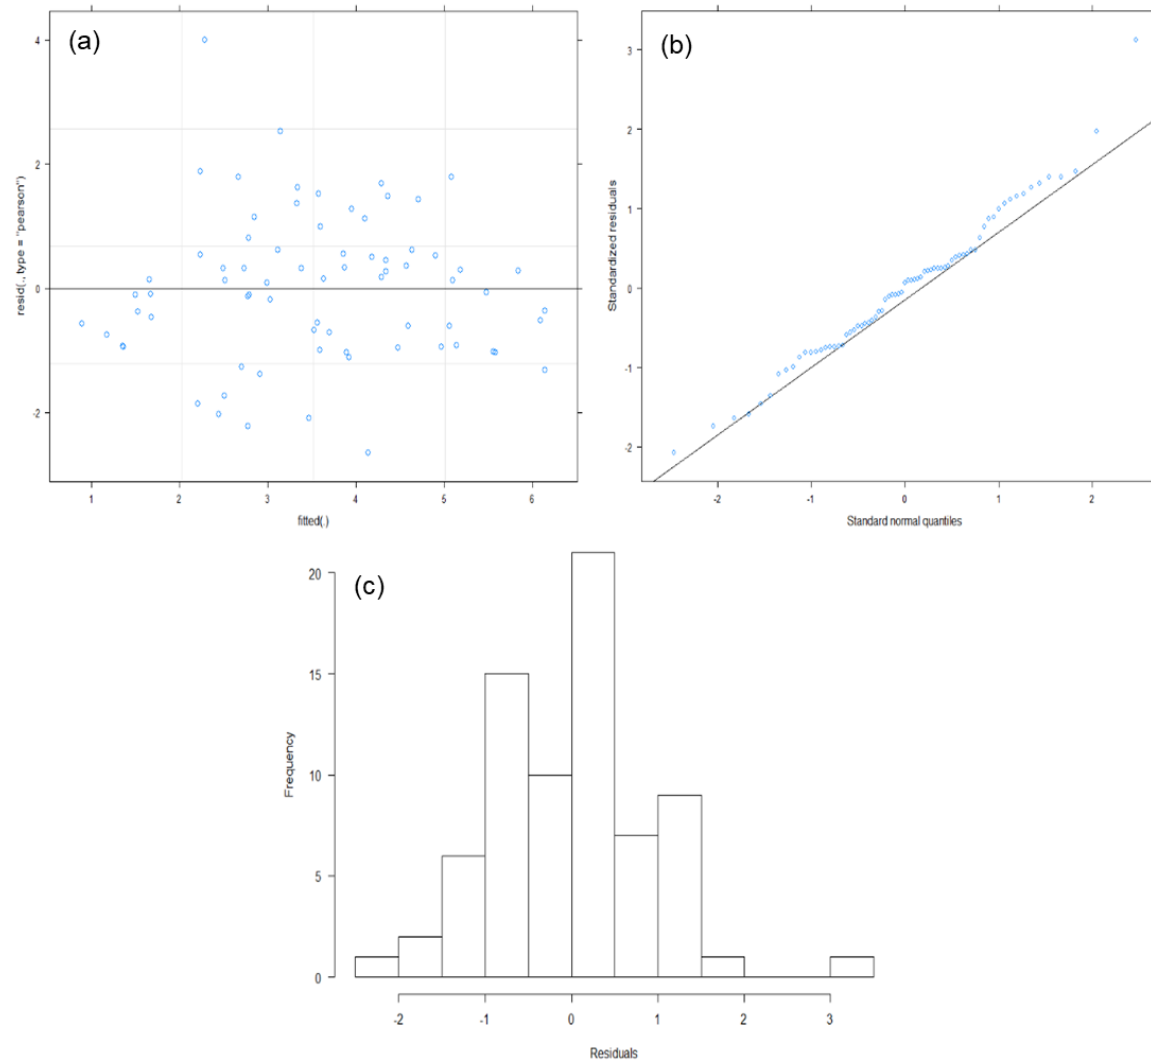 (a)
4
2
0
-2
resid(., type = "pearson")
1 2 3 4 5 6
fitted(.)
(b)
3
2
1
0
-1
-2
Standardized residuals
-2 -1 0 1 2
Standard normal quantiles
(c)
20
15
10
5
0
Frequency
-2 -1 0 1 2 3
Residuals